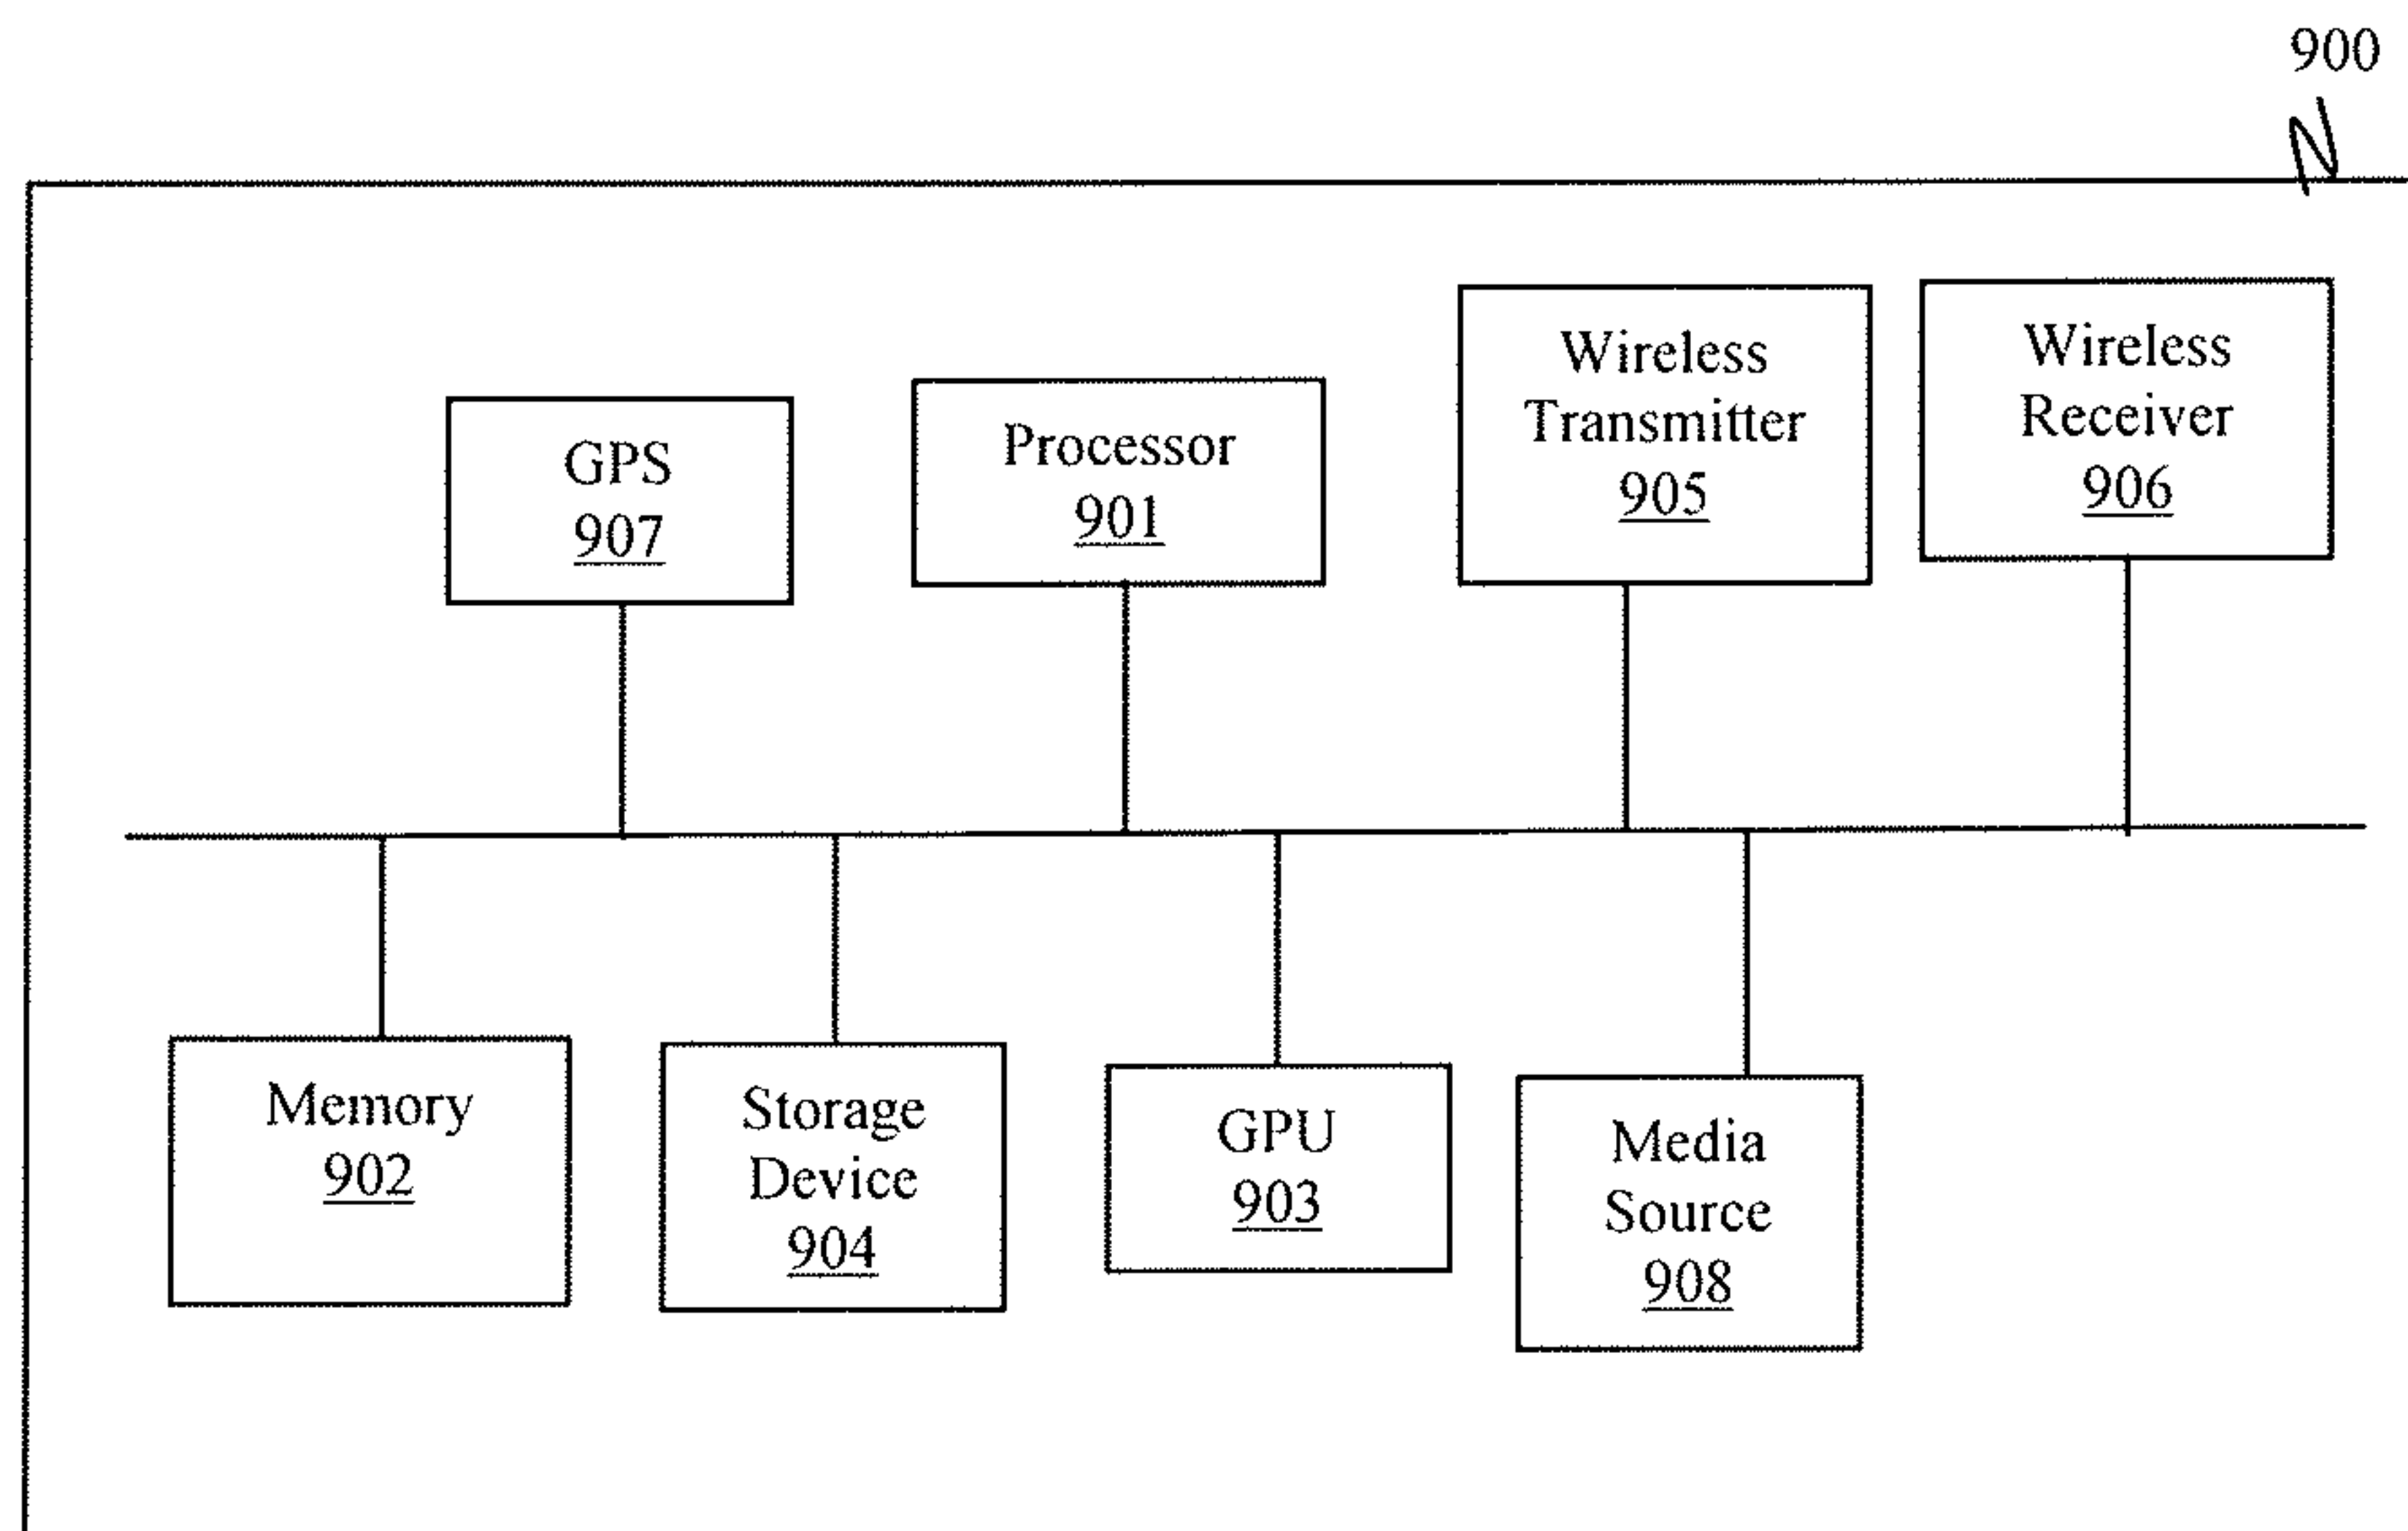 900
GPS
907
Processor
901
Wireless
Transmitter
905
Wireless
Receiver
906
Memory
902
Storage
Device
904
GPU
903
Media
Source
908